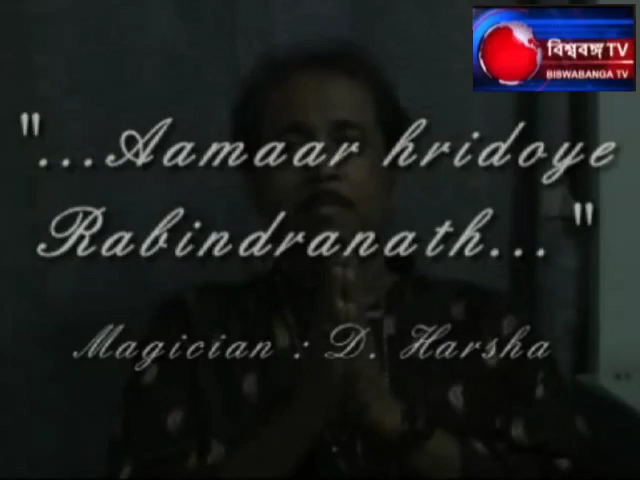 বিশ্ববঙ্গ TV
BISWABANGA TV
"...Aamaar hridoye
Rabindranath..."
Magician : D. Harsha